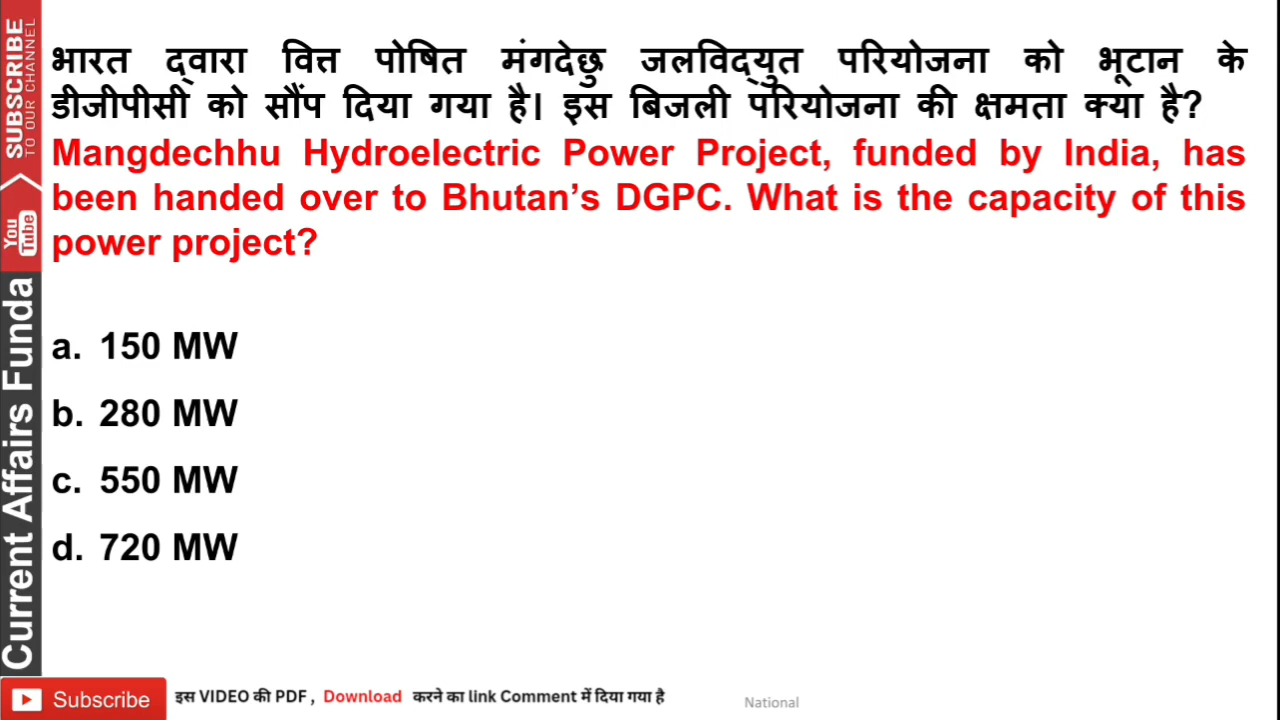 भारत द्वारा वित्त पोषित मंगदेछु जलविद्युत परियोजना को भूटान के
डीजीपीसी को सौंप दिया गया है। इस बिजली परियोजना की क्षमता क्या है?
Mangdechhu Hydroelectric Power Project, funded by India, has
been handed over to Bhutan’s DGPC. What is the capacity of this
power project?
a. 150 MW
b. 280 MW
c. 550 MW
d. 720 MW
SUBSCRIBE
TO OUR CHANNEL
You
Tube
Current Affairs Funda
Subscribe
इस VIDEO की PDF , Download करने का link Comment में दिया गया है
National